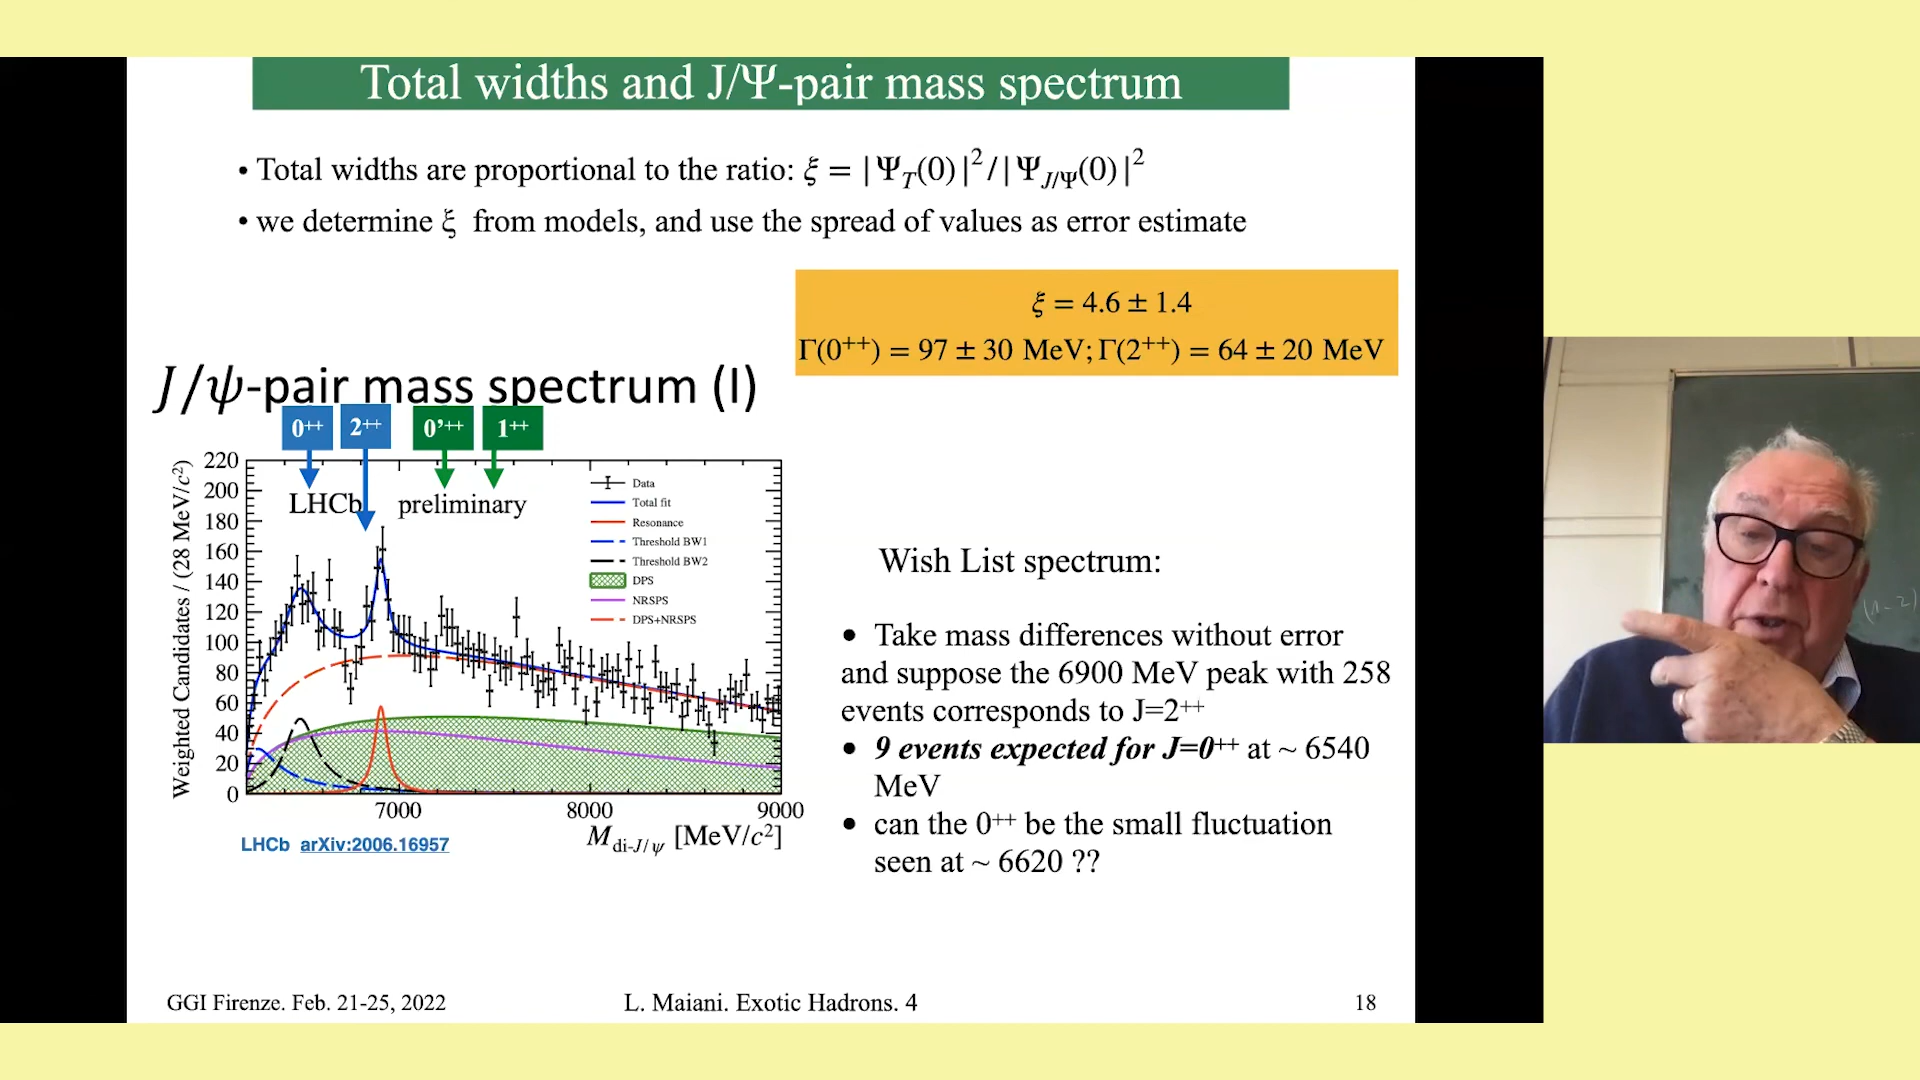 Total widths and J/Ψ-pair mass spectrum
• Total widths are proportional to the ratio: ξ = |Ψ_T(0)|²/|Ψ_J/Ψ(0)|²
• we determine ξ from models, and use the spread of values as error estimate
ξ = 4.6 ± 1.4
Γ(0⁺⁺) = 97 ± 30 MeV; Γ(2⁺⁺) = 64 ± 20 MeV
J/ψ-pair mass spectrum (I)
0⁺⁺ 2⁺⁺ 0'⁺⁺ 1⁺⁺
LHCb preliminary
Data
Total fit
Resonance
Threshold BW1
Threshold BW2
DPS
NRSPS
DPS+NRSPS
Weighted Candidates / (28 MeV/c²)
220
200
180
160
140
120
100
80
60
40
20
0
7000 8000 9000
M_di-J/ψ [MeV/c²]
LHCb arXiv:2006.16957
Wish List spectrum:
• Take mass differences without error
and suppose the 6900 MeV peak with 258
events corresponds to J=2⁺⁺
• 9 events expected for J=0⁺⁺ at ~ 6540
MeV
• can the 0⁺⁺ be the small fluctuation
seen at ~ 6620 ??
GGI Firenze. Feb. 21-25, 2022
L. Maiani. Exotic Hadrons. 4
18